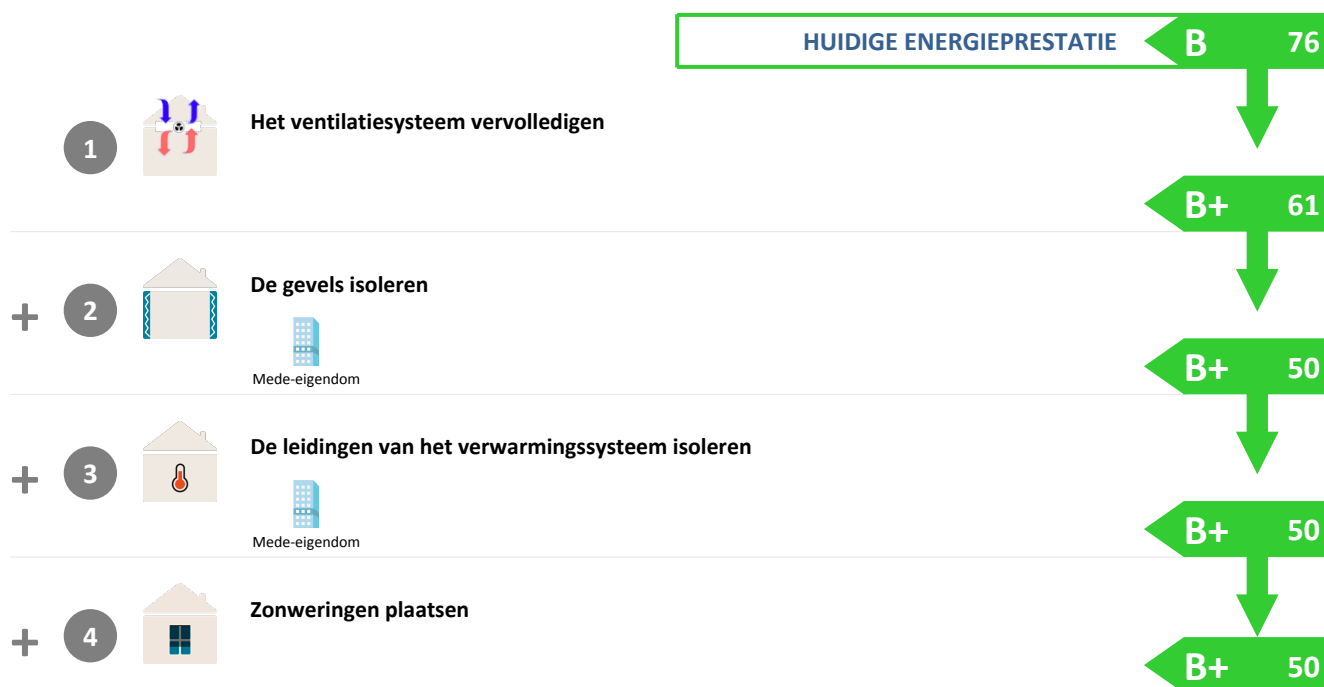 HUIDIGE ENERGIEPRESTATIE B 76
1 Het ventilatiesysteem vervolledigen
B+ 61
+ 2 De gevels isoleren
Mede-eigendom
B+ 50
+ 3 De leidingen van het verwarmingssysteem isoleren
Mede-eigendom
B+ 50
+ 4 Zonweringen plaatsen
B+ 50